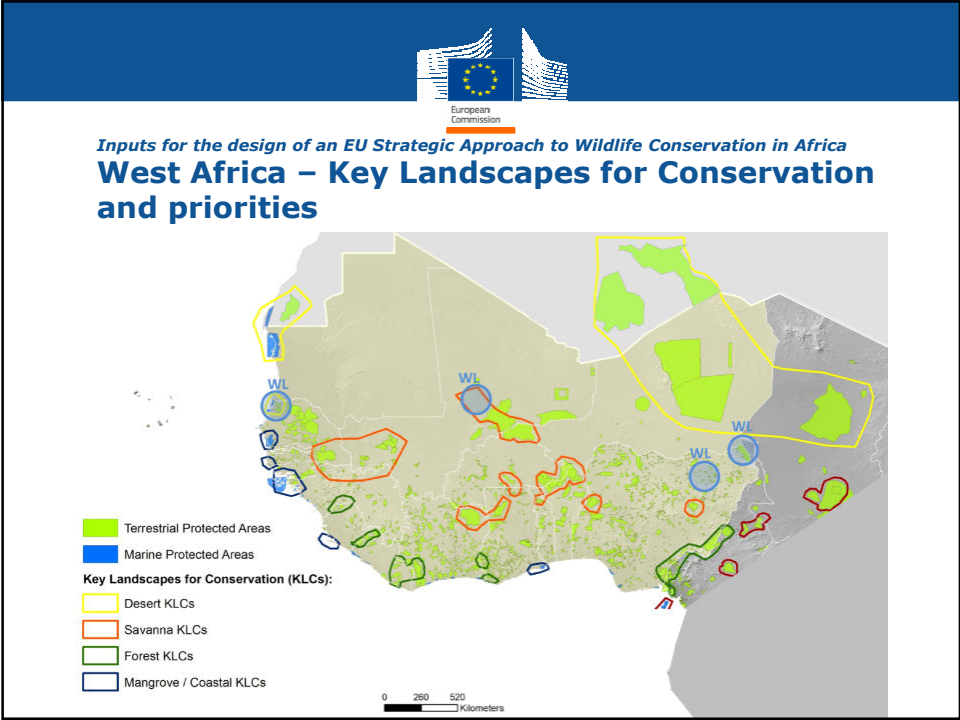 European
Commission
Inputs for the design of an EU Strategic Approach to Wildlife Conservation in Africa
West Africa – Key Landscapes for Conservation
and priorities
WL
WL
WL
WL
Terrestrial Protected Areas
Marine Protected Areas
Key Landscapes for Conservation (KLCs):
Desert KLCs
Savanna KLCs
Forest KLCs
Mangrove / Coastal KLCs
0 260 520
Kilometers